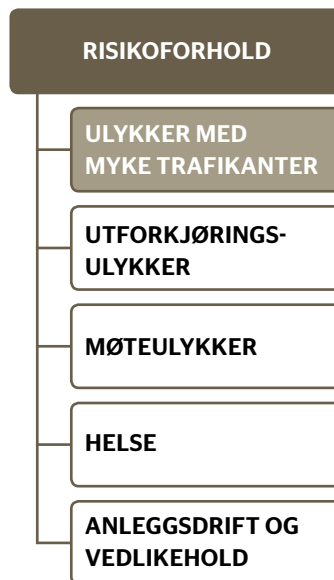 RISIKOFORHOLD
ULYKKER MED
MYKE TRAFIKANTER
UTFORKJØRINGS-
ULYKKER
MØTEULYKKER
HELSE
ANLEGGSDRIFT OG
VEDLIKEHOLD